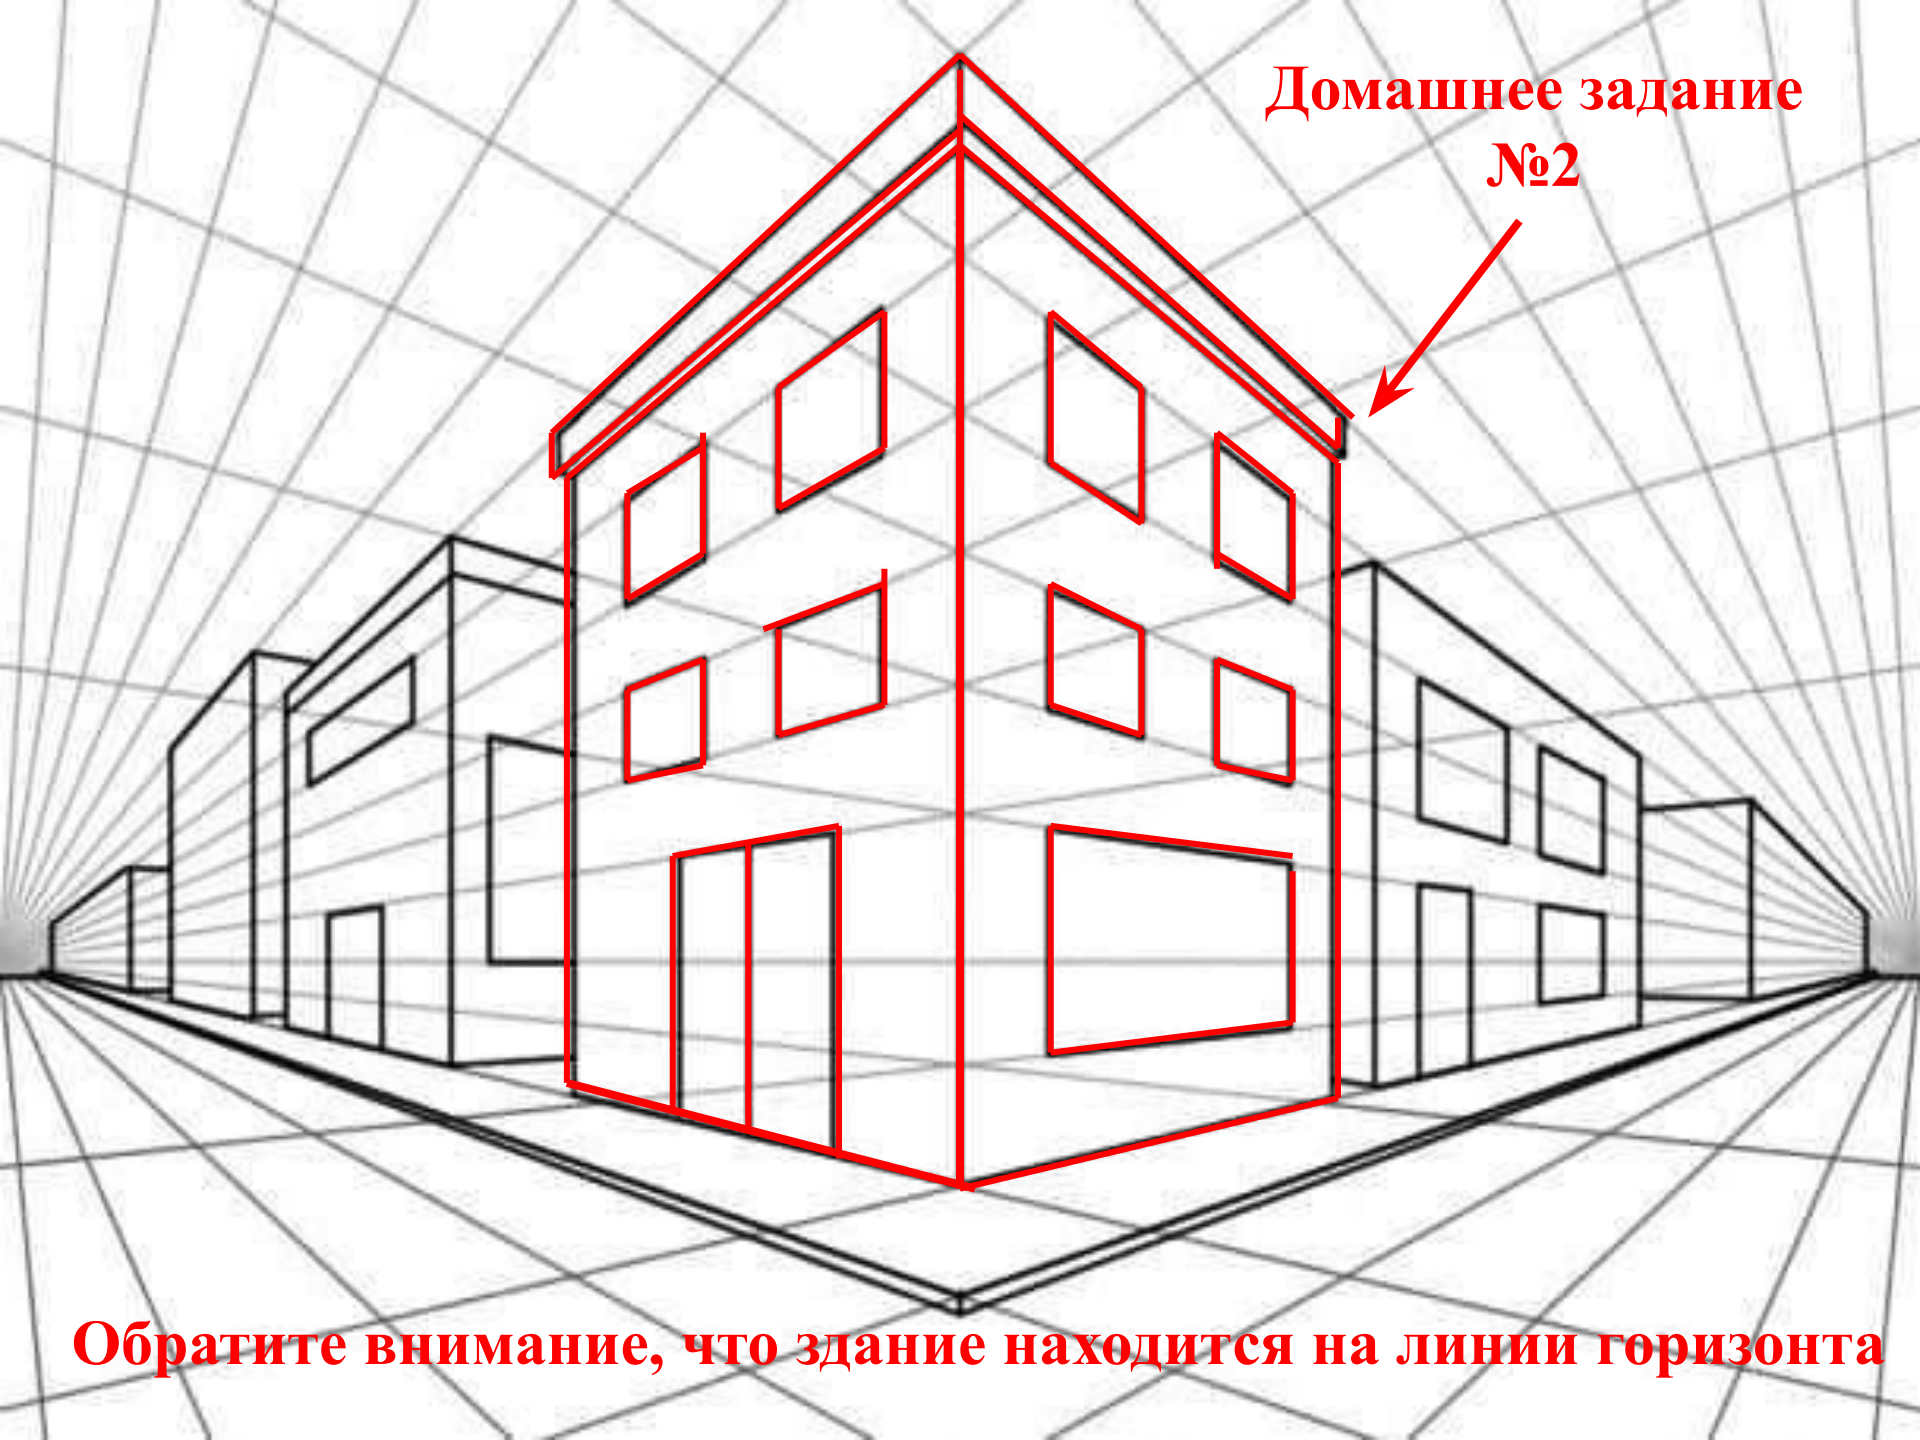 Домашнее задание
№2
Обратите внимание, что здание находится на линии горизонта